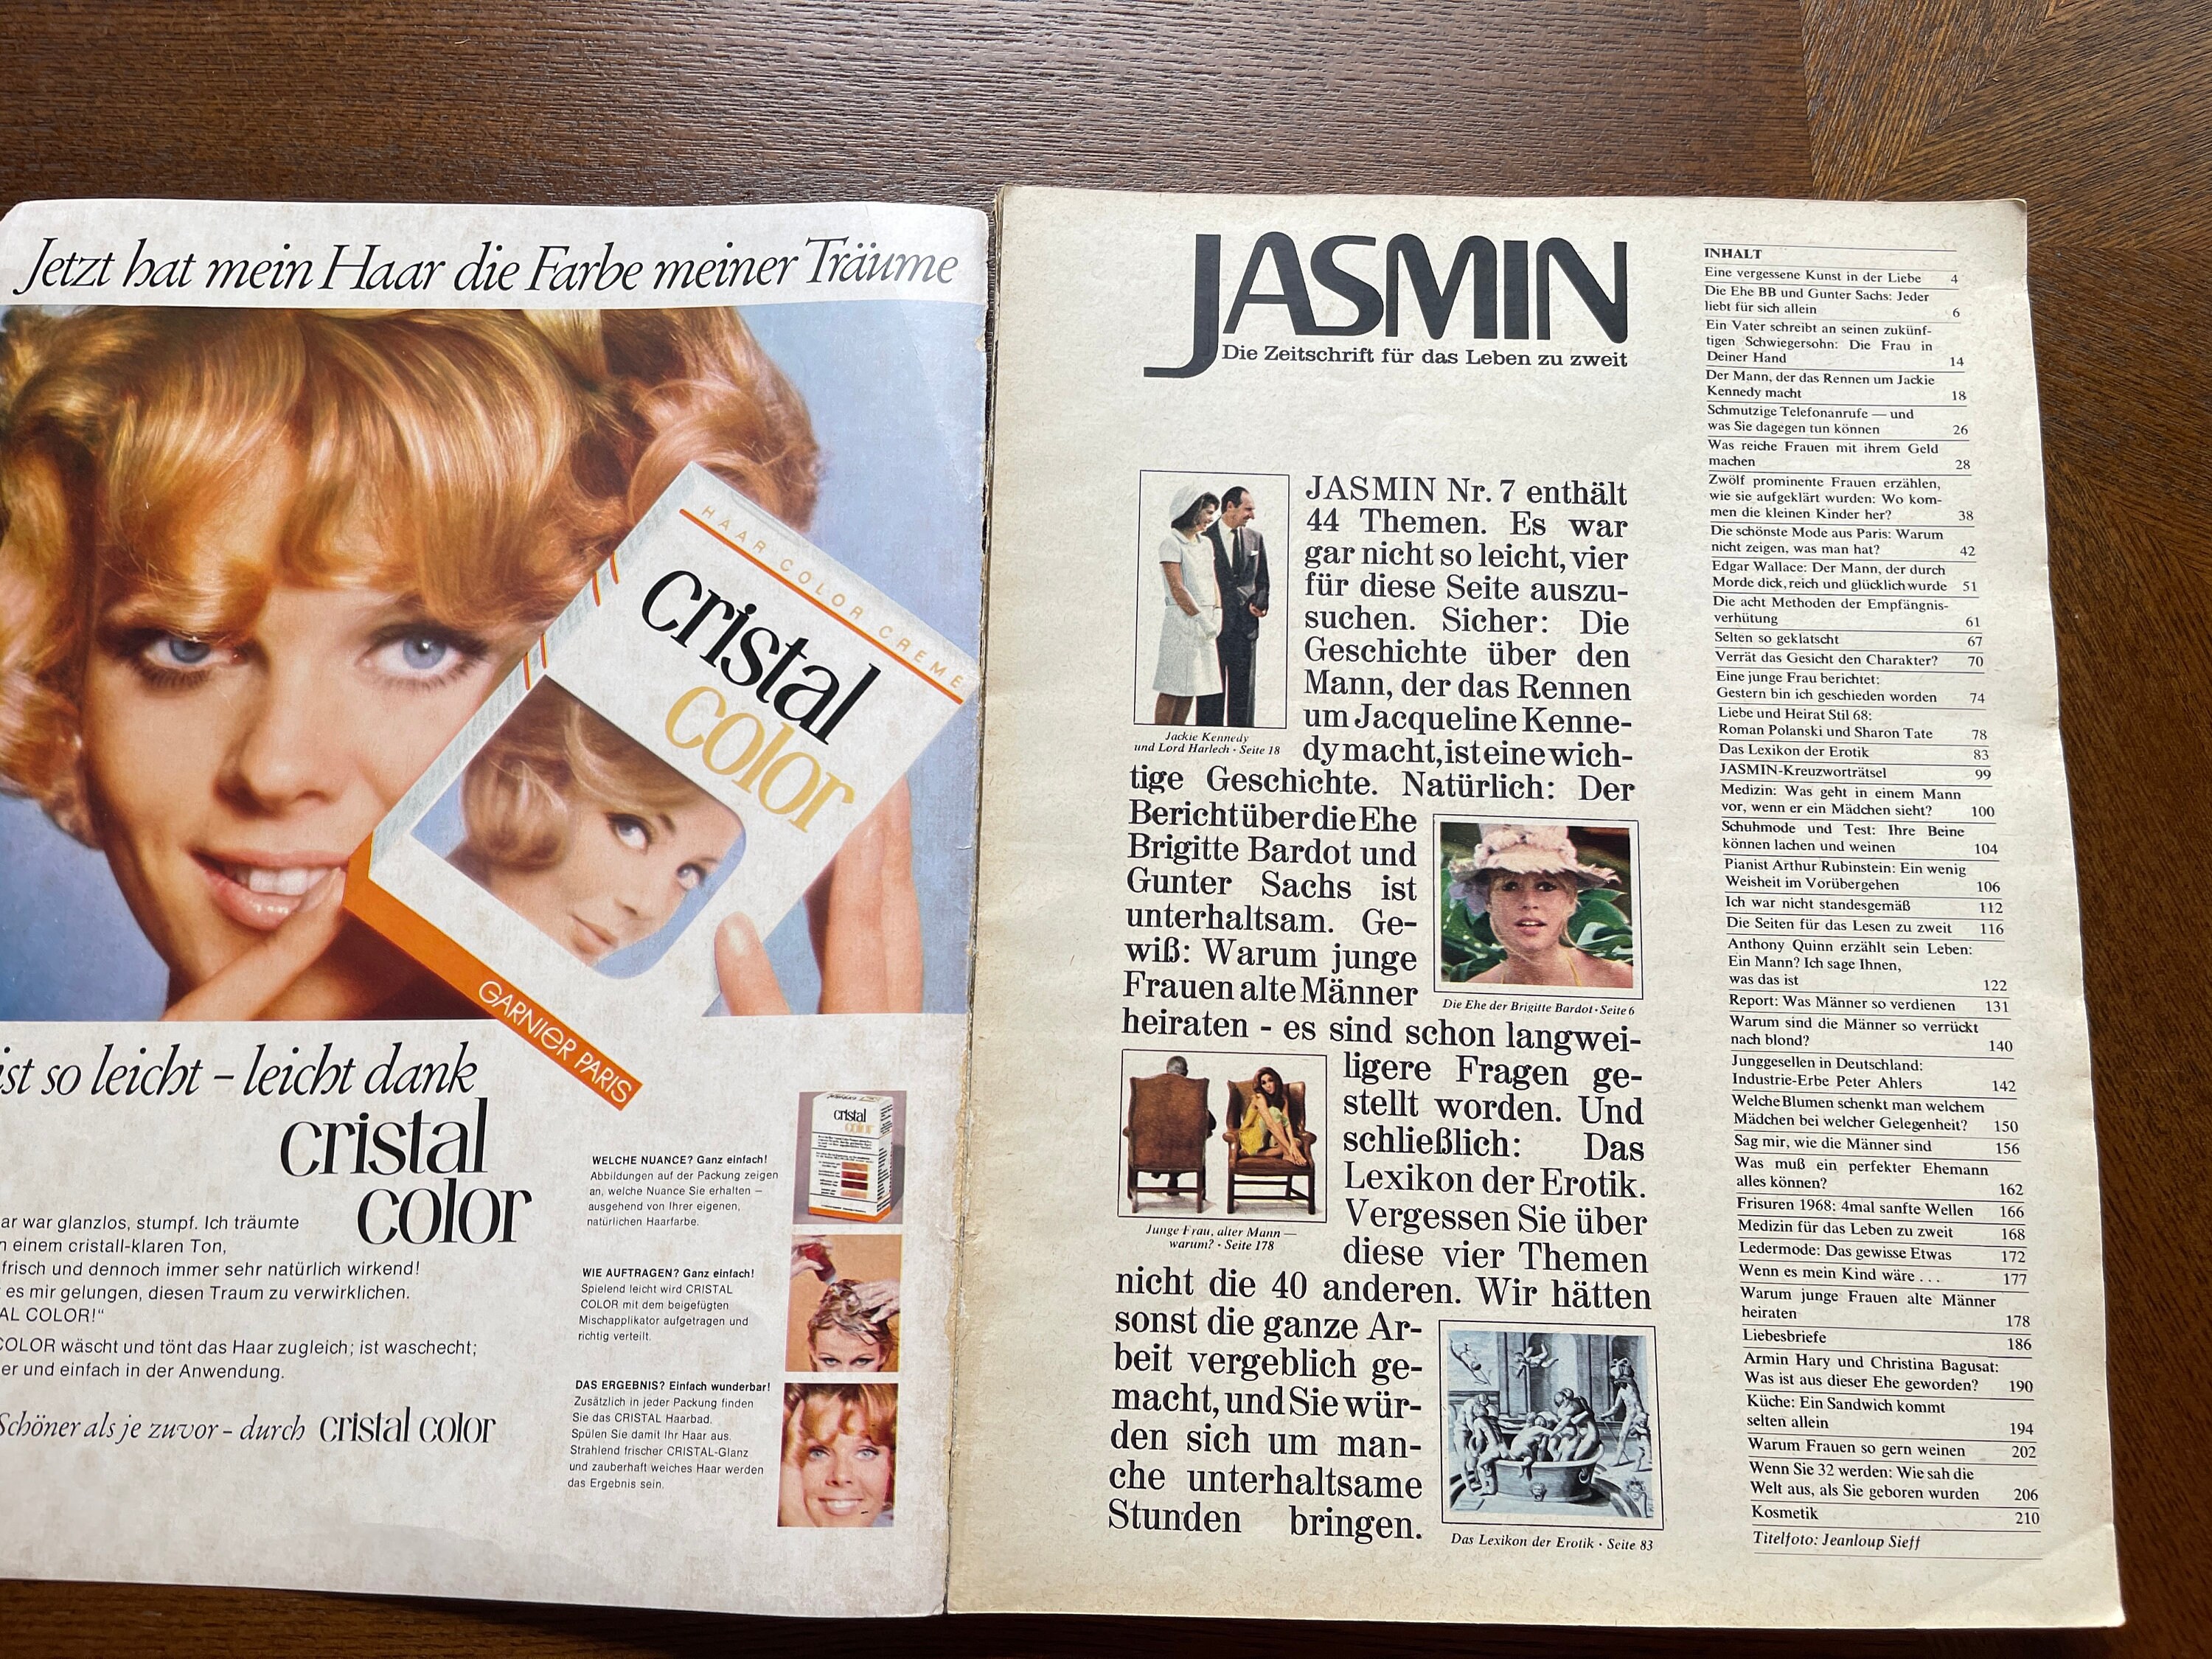 Jetzt hat mein Haar die Farbe meiner Träume
HAAR COLOR CREME
cristal
color
GARNIER PARIS
ist so leicht – leicht dank
cristal
color
ar war glanzlos, stumpf. Ich träumte
n einem cristall-klaren Ton,
frisch und dennoch immer sehr natürlich wirkend!
es mir gelungen, diesen Traum zu verwirklichen.
AL COLOR!“
COLOR wäscht und tönt das Haar zugleich; ist waschecht;
er und einfach in der Anwendung.
Schöner als je zuvor – durch cristal color
WELCHE NUANCE? Ganz einfach!
Abbildungen auf der Packung zeigen
an, welche Nuance Sie erhalten –
ausgehend von Ihrer eigenen,
natürlichen Haarfarbe.
WIE AUFTRAGEN? Ganz einfach!
Spielend leicht wird CRISTAL
COLOR mit dem beigefügten
Mischapplikator aufgetragen und
richtig verteilt.
DAS ERGEBNIS? Einfach wunderbar!
Zusätzlich in jeder Packung finden
Sie das CRISTAL Haarbad.
Spülen Sie damit Ihr Haar aus.
Strahlend frischer CRISTAL-Glanz
und zauberhaft weiches Haar werden
das Ergebnis sein.
cristal
color
JASMIN
Die Zeitschrift für das Leben zu zweit
JASMIN Nr. 7 enthält
44 Themen. Es war
gar nicht so leicht, vier
für diese Seite auszu-
suchen. Sicher: Die
Geschichte über den
Mann, der das Rennen
um Jacqueline Kenne-
dy macht, ist eine wich-
tige Geschichte. Natürlich: Der
Bericht über die Ehe
Brigitte Bardot und
Gunter Sachs ist
unterhaltsam. Ge-
wiß: Warum junge
Frauen alte Männer
heiraten - es sind schon langwei-
ligere Fragen ge-
stellt worden. Und
schließlich: Das
Lexikon der Erotik.
Vergessen Sie über
diese vier Themen
nicht die 40 anderen. Wir hätten
sonst die ganze Ar-
beit vergeblich ge-
macht, und Sie wür-
den sich um man-
che unterhaltsame
Stunden bringen.
Jackie Kennedy
und Lord Harlech · Seite 18
Die Ehe der Brigitte Bardot · Seite 6
Junge Frau, alter Mann —
warum? · Seite 178
Das Lexikon der Erotik · Seite 83
INHALT
Eine vergessene Kunst in der Liebe 4
Die Ehe BB und Gunter Sachs: Jeder
liebt für sich allein 6
Ein Vater schreibt an seinen zukünf-
tigen Schwiegersohn: Die Frau in
Deiner Hand 14
Der Mann, der das Rennen um Jackie
Kennedy macht 18
Schmutzige Telefonanrufe — und
was Sie dagegen tun können 26
Was reiche Frauen mit ihrem Geld
machen 28
Zwölf prominente Frauen erzählen,
wie sie aufgeklärt wurden: Wo kom-
men die kleinen Kinder her? 38
Die schönste Mode aus Paris: Warum
nicht zeigen, was man hat? 42
Edgar Wallace: Der Mann, der durch
Morde dick, reich und glücklich wurde 51
Die acht Methoden der Empfängnis-
verhütung 61
Selten so geklatscht 67
Verrät das Gesicht den Charakter? 70
Eine junge Frau berichtet:
Gestern bin ich geschieden worden 74
Liebe und Heirat Stil 68:
Roman Polanski und Sharon Tate 78
Das Lexikon der Erotik 83
JASMIN-Kreuzworträtsel 99
Medizin: Was geht in einem Mann
vor, wenn er ein Mädchen sieht? 100
Schuhmode und Test: Ihre Beine
können lachen und weinen 104
Pianist Arthur Rubinstein: Ein wenig
Weisheit im Vorübergehen 106
Ich war nicht standesgemäß 112
Die Seiten für das Lesen zu zweit 116
Anthony Quinn erzählt sein Leben:
Ein Mann? Ich sage Ihnen,
was das ist 122
Report: Was Männer so verdienen 131
Warum sind die Männer so verrückt
nach blond? 140
Junggesellen in Deutschland:
Industrie-Erbe Peter Ahlers 142
Welche Blumen schenkt man welchem
Mädchen bei welcher Gelegenheit? 150
Sag mir, wie die Männer sind 156
Was muß ein perfekter Ehemann
alles können? 162
Frisuren 1968: 4mal sanfte Wellen 166
Medizin für das Leben zu zweit 168
Ledermode: Das gewisse Etwas 172
Wenn es mein Kind wäre . . . 177
Warum junge Frauen alte Männer
heiraten 178
Liebesbriefe 186
Armin Hary und Christina Bagusat:
Was ist aus dieser Ehe geworden? 190
Küche: Ein Sandwich kommt
selten allein 194
Warum Frauen so gern weinen 202
Wenn Sie 32 werden: Wie sah die
Welt aus, als Sie geboren wurden 206
Kosmetik 210
Titelfoto: Jeanloup Sieff